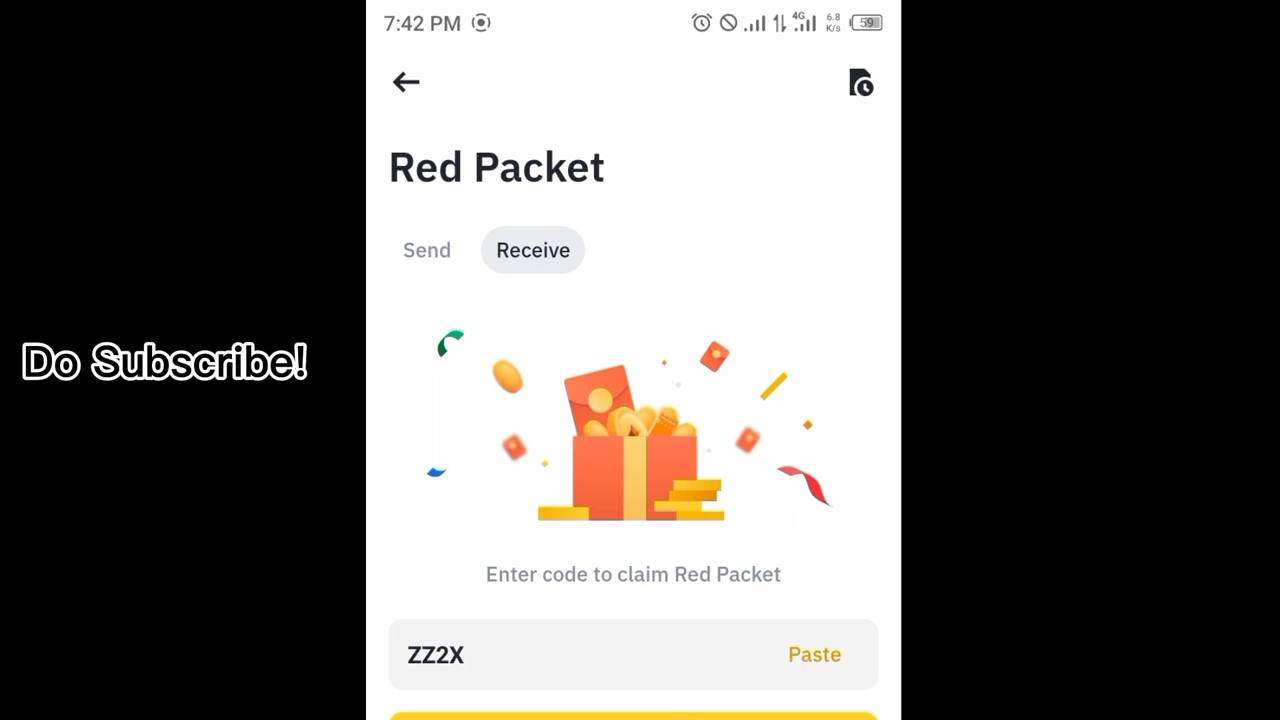 7:42 PM
4G
6.8
K/s
59
Red Packet
Send
Receive
Do Subscribe!
Enter code to claim Red Packet
ZZ2X
Paste